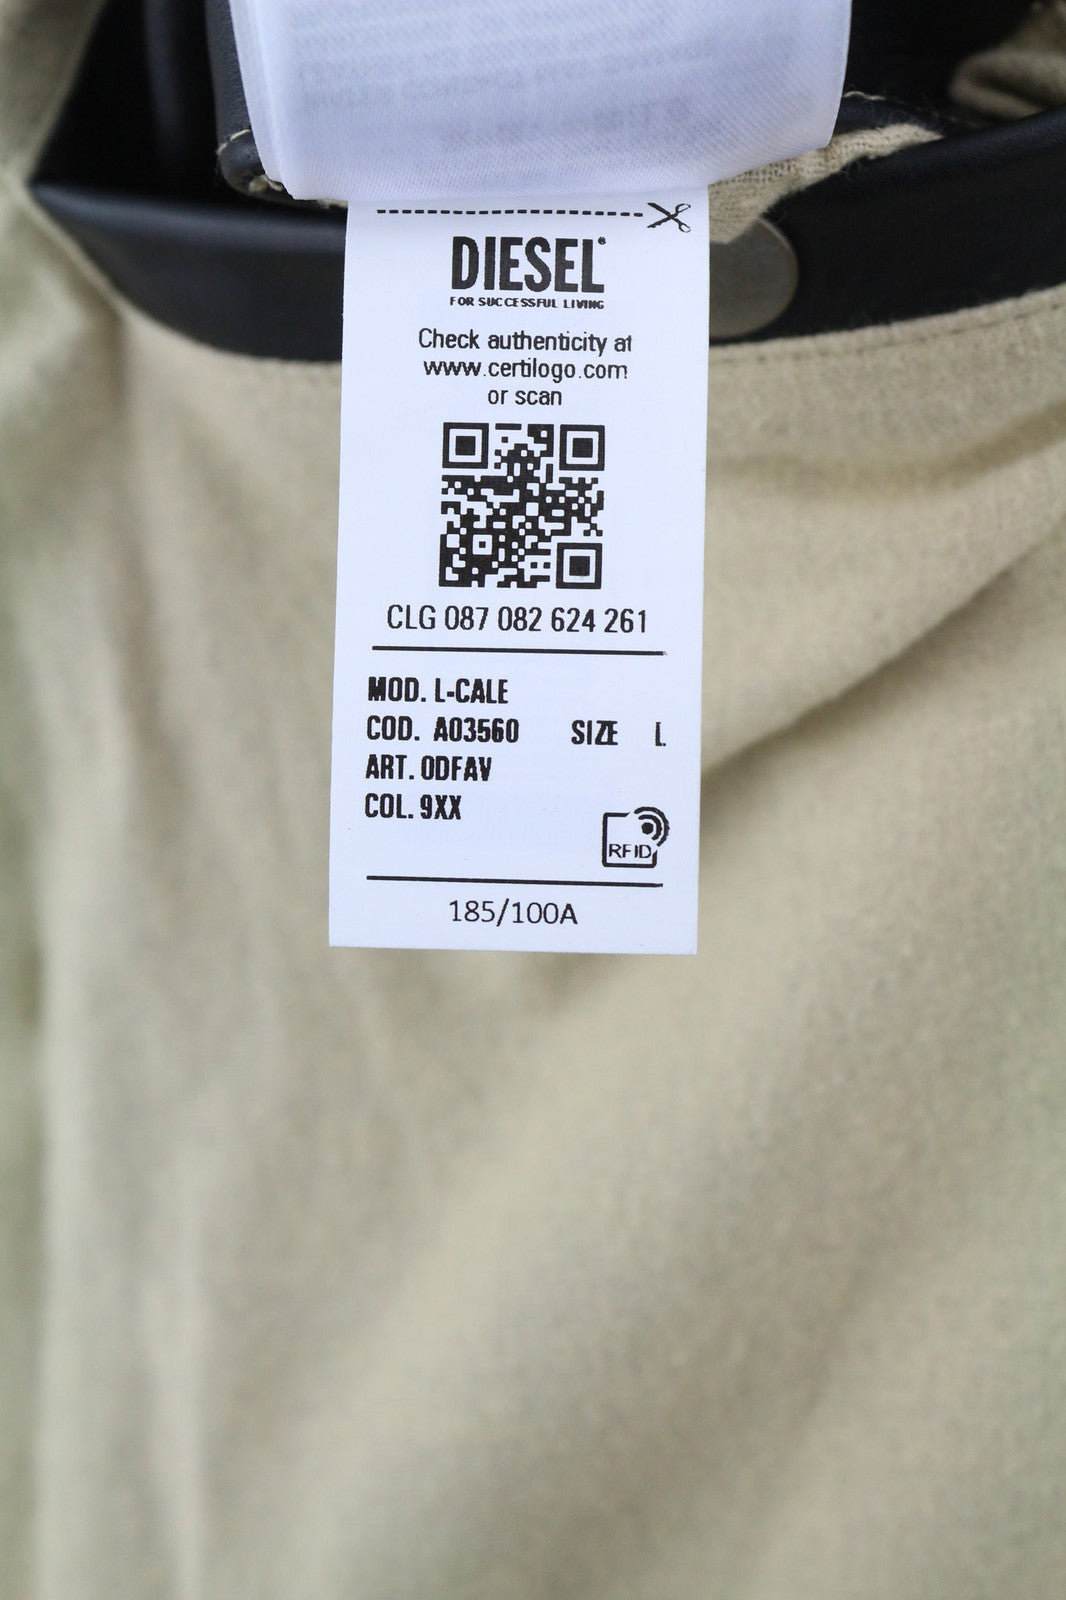 DIESEL®
FOR SUCCESSFUL LIVING
Check authenticity at
www.certilogo.com
or scan
CLG 087 082 624 261
MOD. L-CALE
COD. A03560 SIZE L
ART. 0DFAV
COL. 9XX
RFID
185/100A